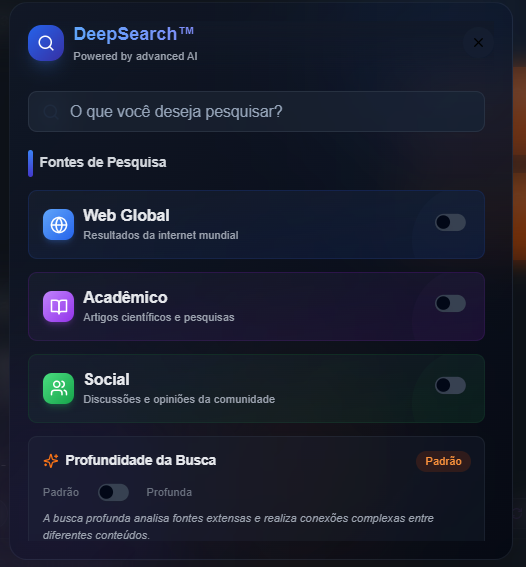 DeepSearch™
Powered by advanced AI
O que você deseja pesquisar?
Fontes de Pesquisa
Web Global
Resultados da internet mundial
Acadêmico
Artigos científicos e pesquisas
Social
Discussões e opiniões da comunidade
Profundidade da Busca
Padrão
Padrão
Profunda
A busca profunda analisa fontes extensas e realiza conexões complexas entre
diferentes conteúdos.